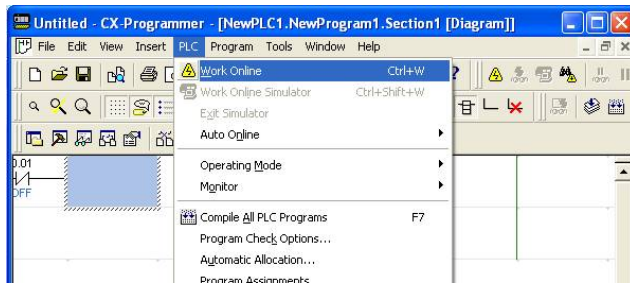 Untitled - CX-Programmer - [NewPLC1.NewProgram1.Section1 [Diagram]]
File Edit View Insert PLC Program Tools Window Help
Work Online Ctrl+W
Work Online Simulator Ctrl+Shift+W
Exit Simulator
Auto Online
0.01
OFF
Operating Mode
Monitor
Compile All PLC Programs F7
Program Check Options...
Automatic Allocation...
Program Assignments